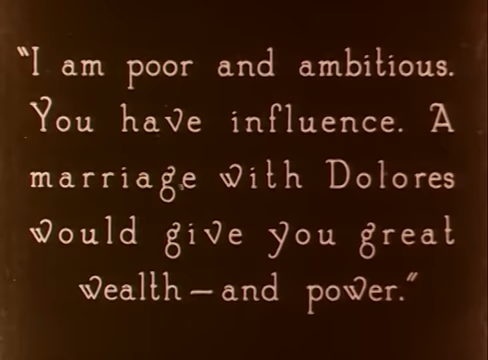 "I am poor and ambitious.
You have influence. A
marriage with Dolores
would give you great
wealth — and power."